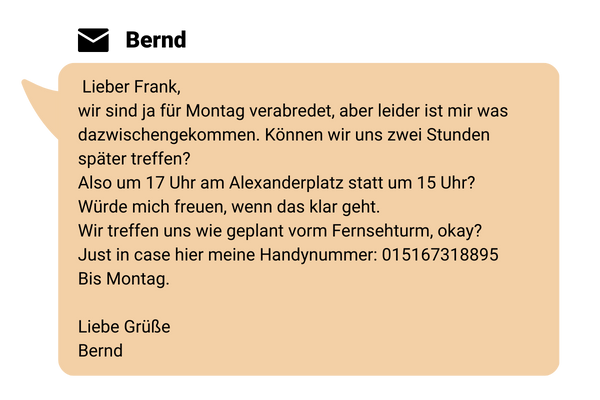 Bernd
Lieber Frank,
wir sind ja für Montag verabredet, aber leider ist mir was
dazwischengekommen. Können wir uns zwei Stunden
später treffen?
Also um 17 Uhr am Alexanderplatz statt um 15 Uhr?
Würde mich freuen, wenn das klar geht.
Wir treffen uns wie geplant vorm Fernsehturm, okay?
Just in case hier meine Handynummer: 015167318895
Bis Montag.
Liebe Grüße
Bernd